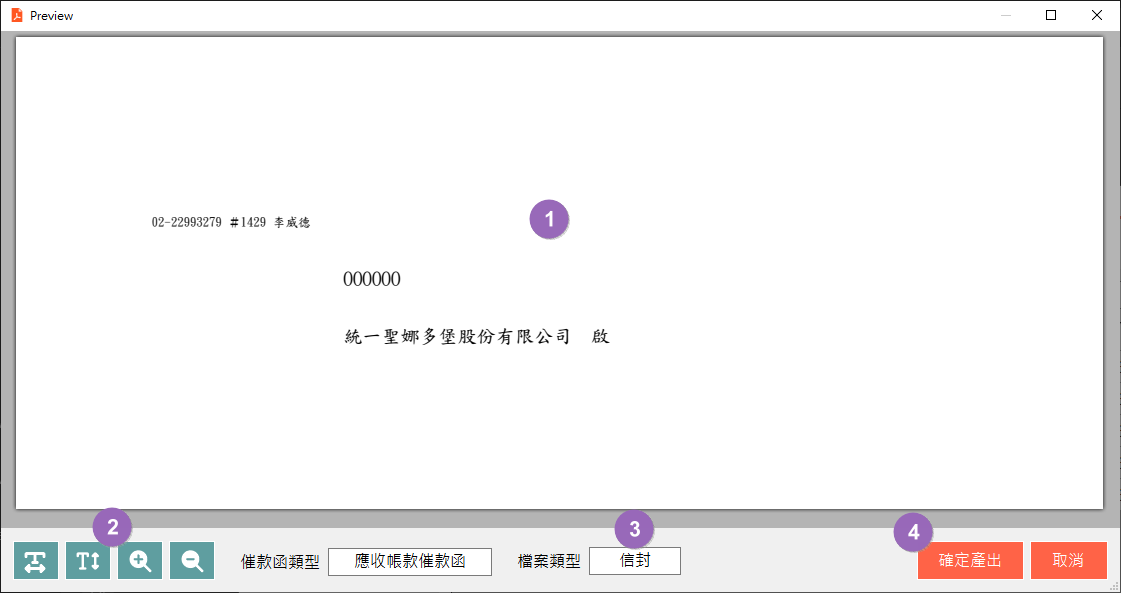 Preview
1
02-22993279 #1429 李威德
000000
統一聖娜多堡股份有限公司 啟
2
3
4
催款函類型 應收帳款催款函 檔案類型 信封 確定產出 取消